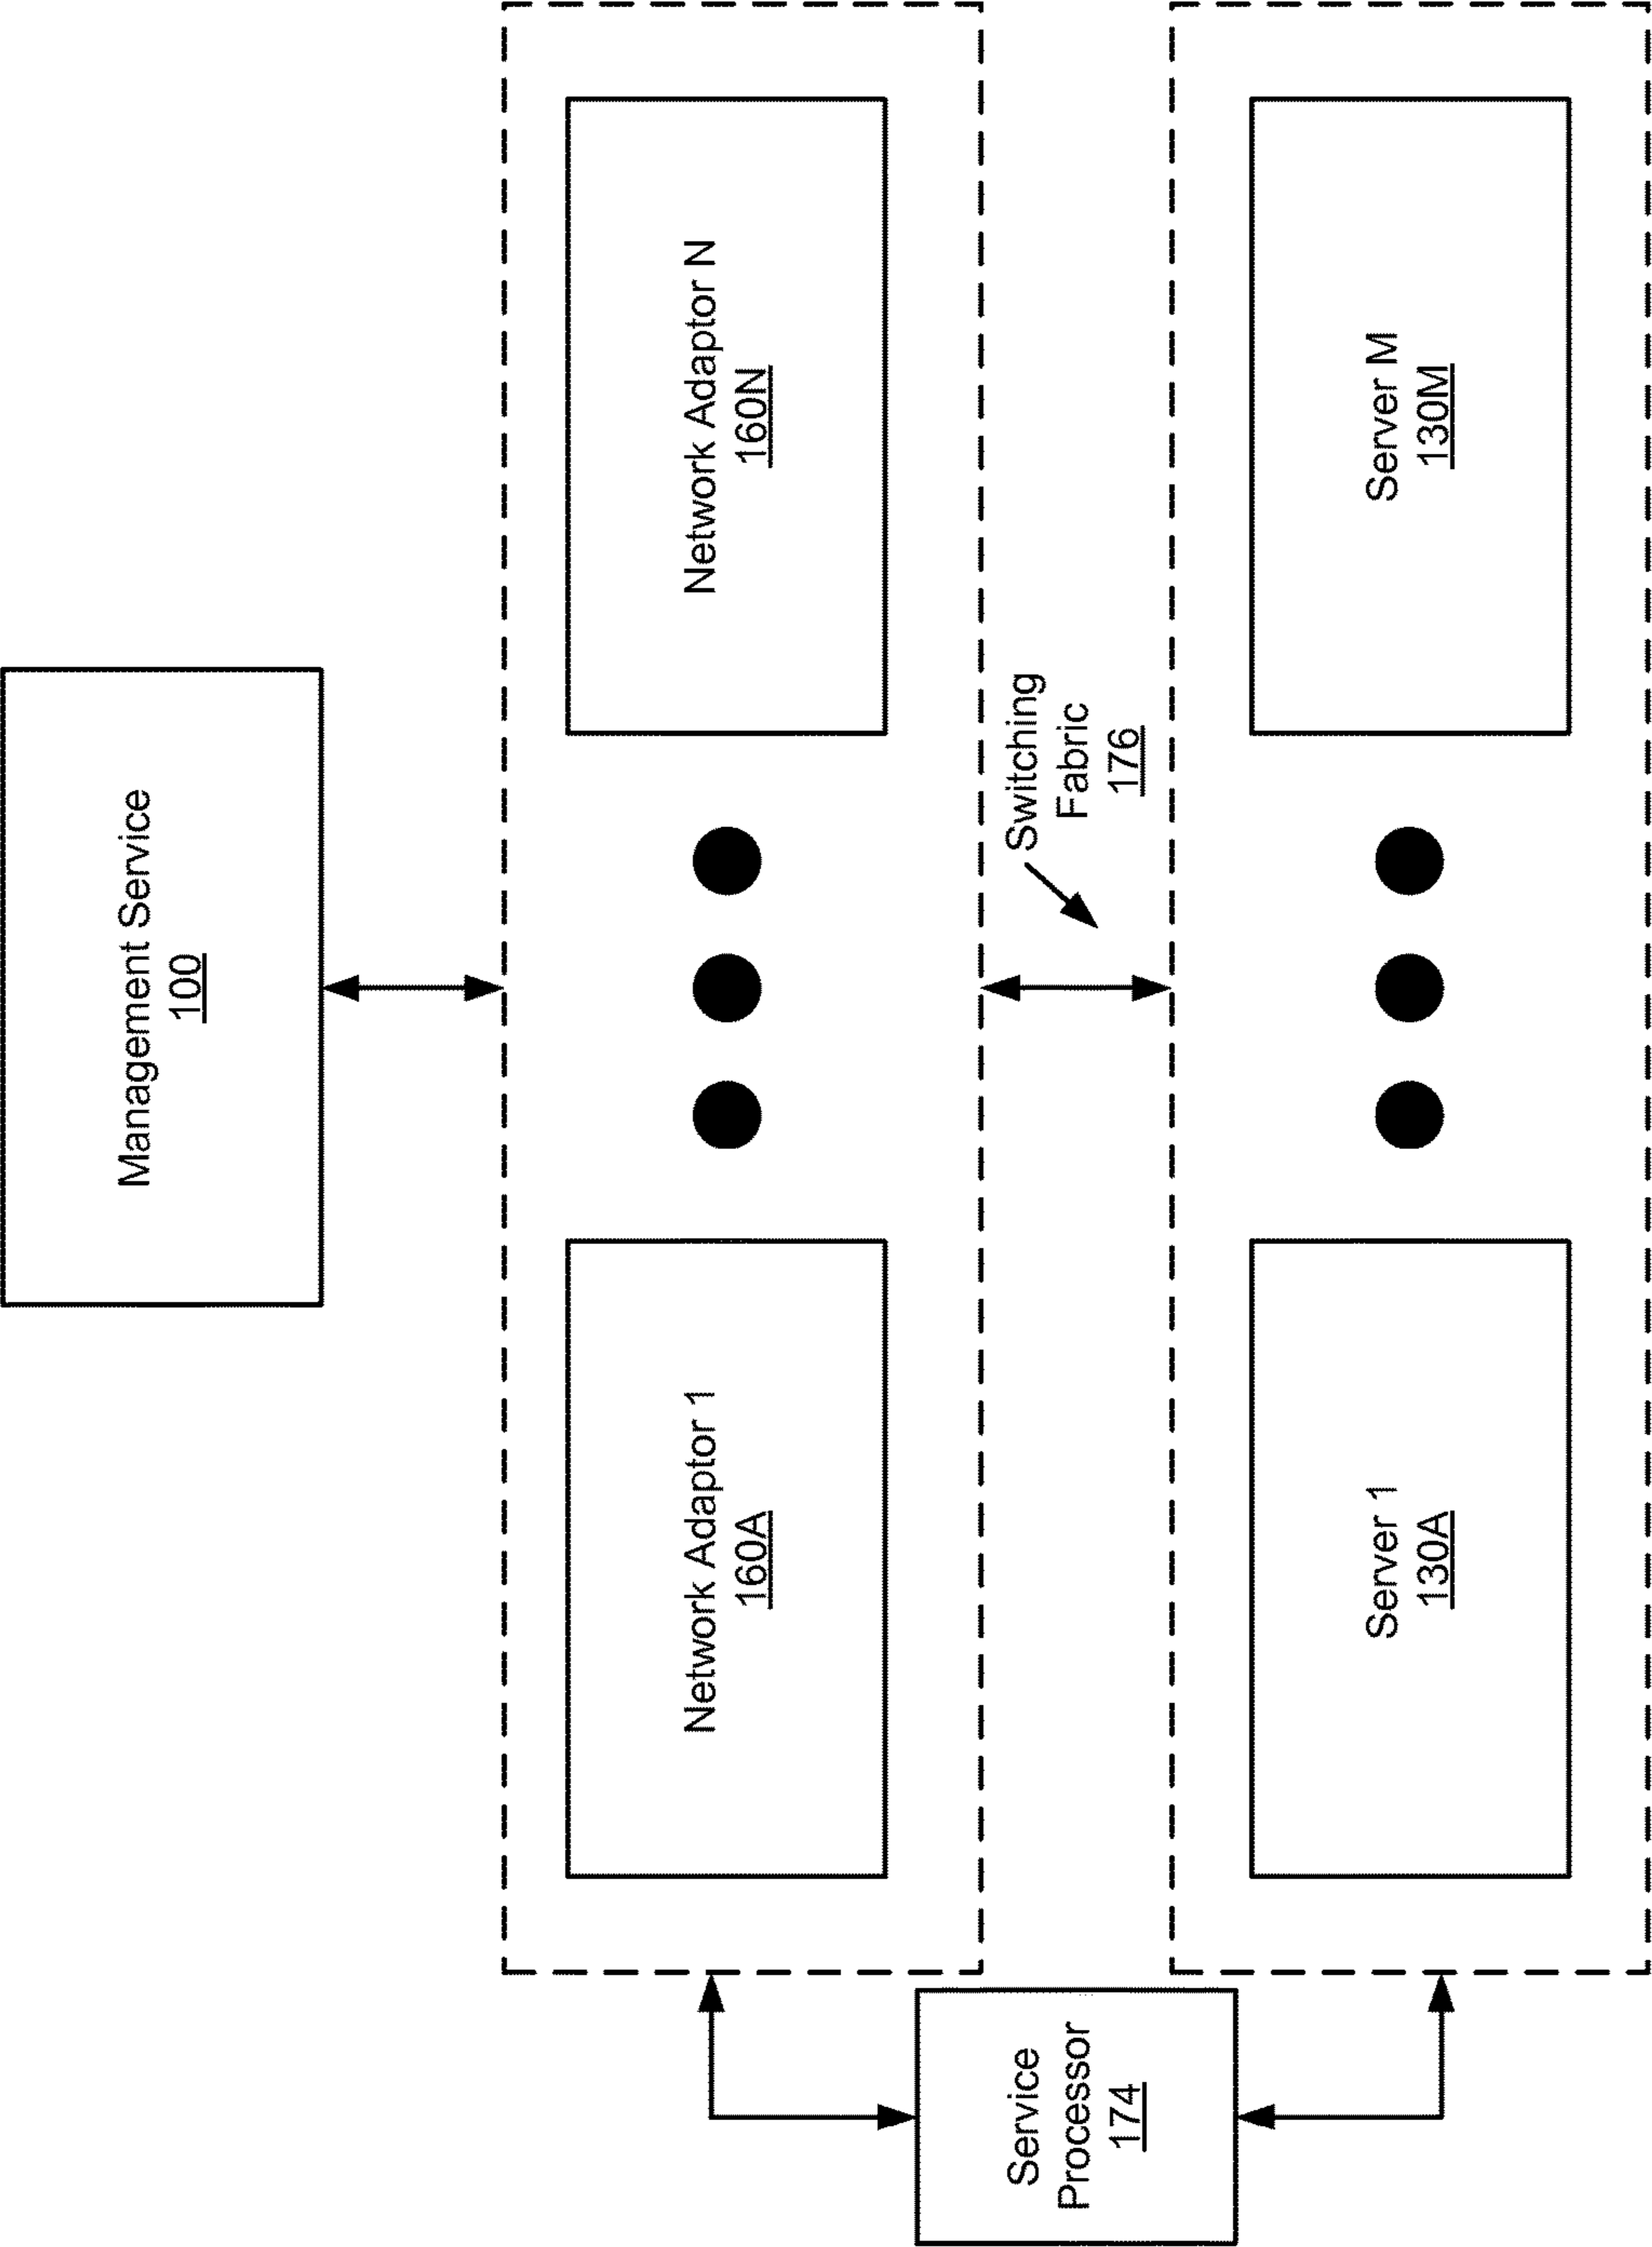 Management Service
100
Network Adaptor 1
160A
Network Adaptor N
160N
Switching
Fabric
176
Service
Processor
174
Server 1
130A
Server M
130M